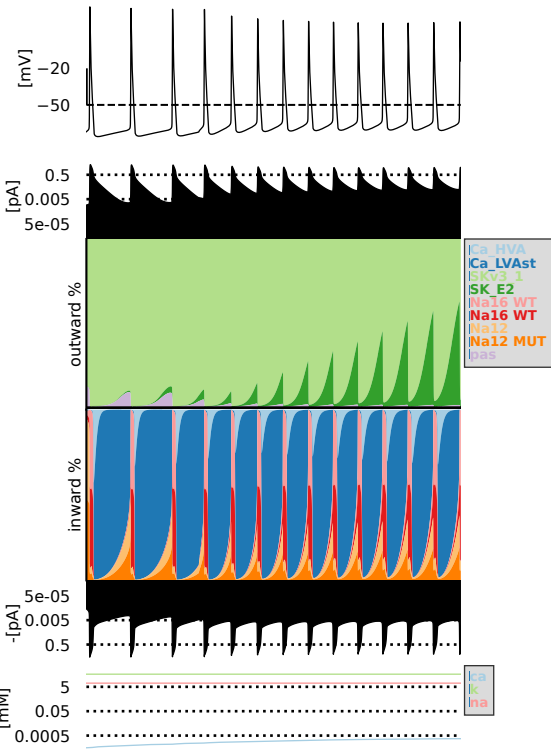 [mV]
−20
−50
[pA]
0.5
0.005
5e-05
outward %
Ca_HVA
Ca_LVAst
SKv3_1
SK_E2
Na16 WT
Na16 WT
Na12
Na12 MUT
pas
inward %
-[pA]
5e-05
0.005
0.5
[mM]
5
0.05
0.0005
ca
k
na